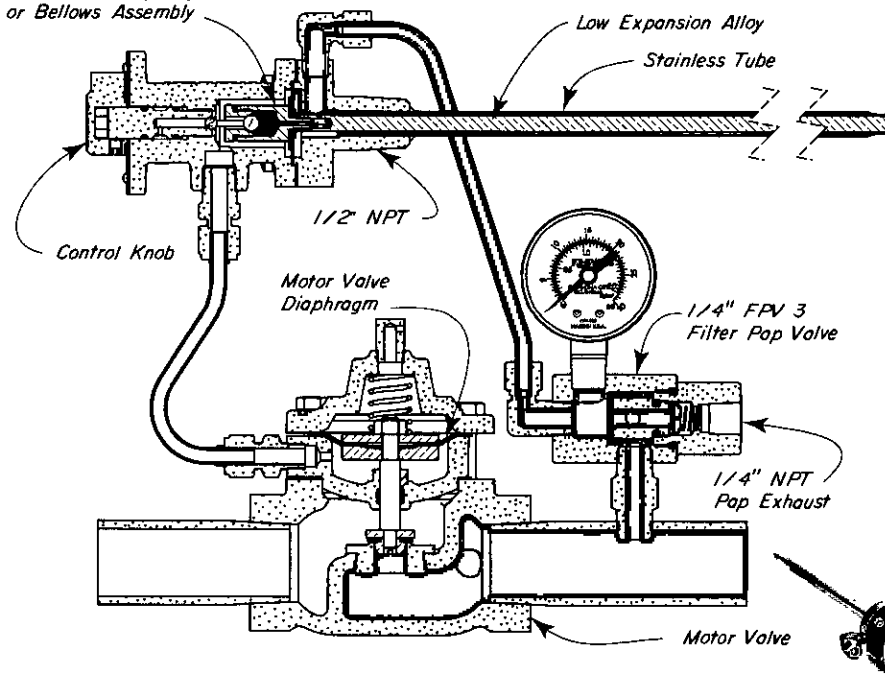 or Bellows Assembly
Low Expansion Alloy
Stainless Tube
1/2" NPT
Control Knob
Motor Valve
Diaphragm
1/4" FPV 3
Filter Pop Valve
1/4" NPT
Pop Exhaust
Motor Valve